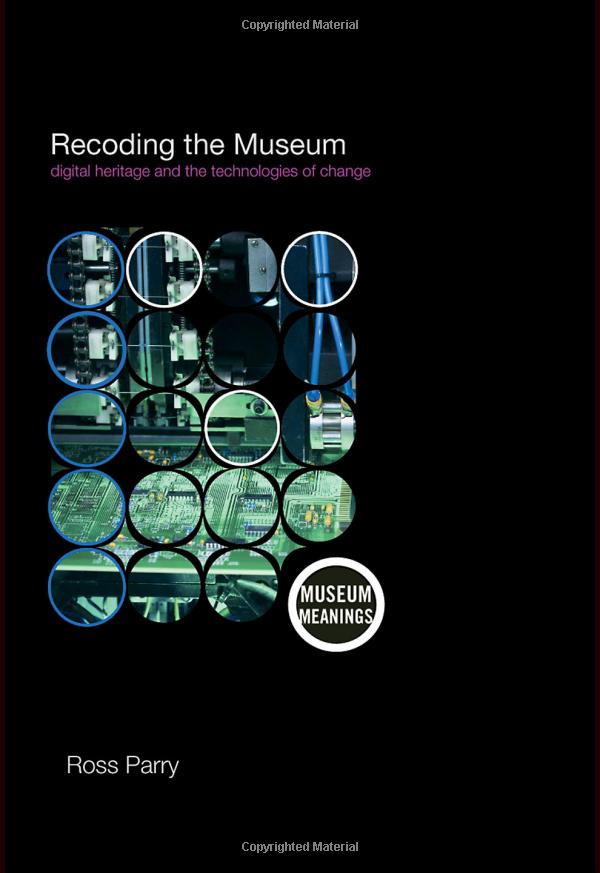 Copyrighted Material
Recoding the Museum
digital heritage and the technologies of change
MUSEUM
MEANINGS
Ross Parry
Copyrighted Material